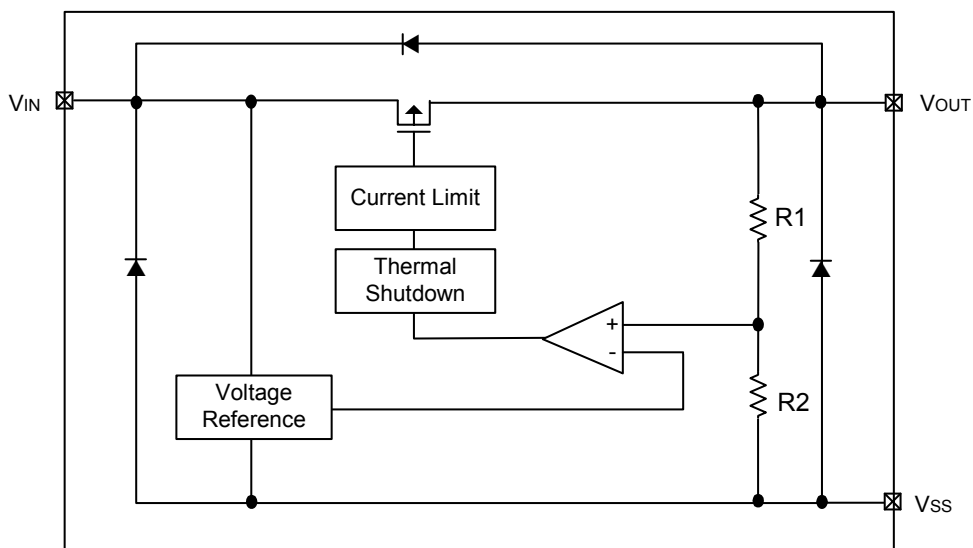 VIN
VOUT
Current Limit
R1
Thermal
Shutdown
+
-
Voltage
Reference
R2
VSS